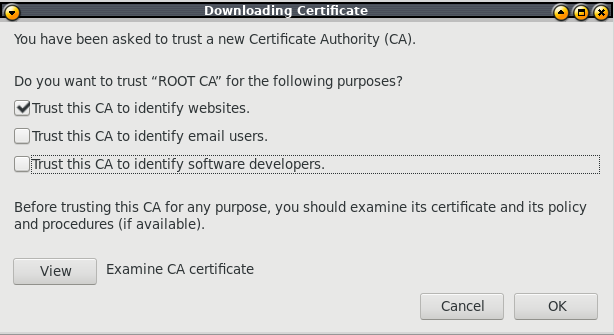 Downloading Certificate
You have been asked to trust a new Certificate Authority (CA).
Do you want to trust “ROOT CA” for the following purposes?
Trust this CA to identify websites.
Trust this CA to identify email users.
Trust this CA to identify software developers.
Before trusting this CA for any purpose, you should examine its certificate and its policy
and procedures (if available).
View Examine CA certificate
Cancel OK